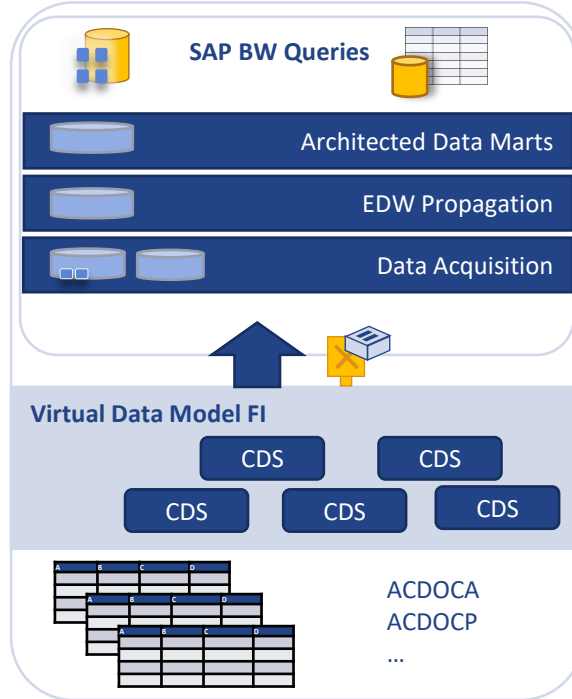 SAP BW Queries
Architected Data Marts
EDW Propagation
Data Acquisition
Virtual Data Model FI
CDS CDS
CDS CDS CDS
A B C D
A B C D
A B C D
ACDOCA
ACDOCP
...